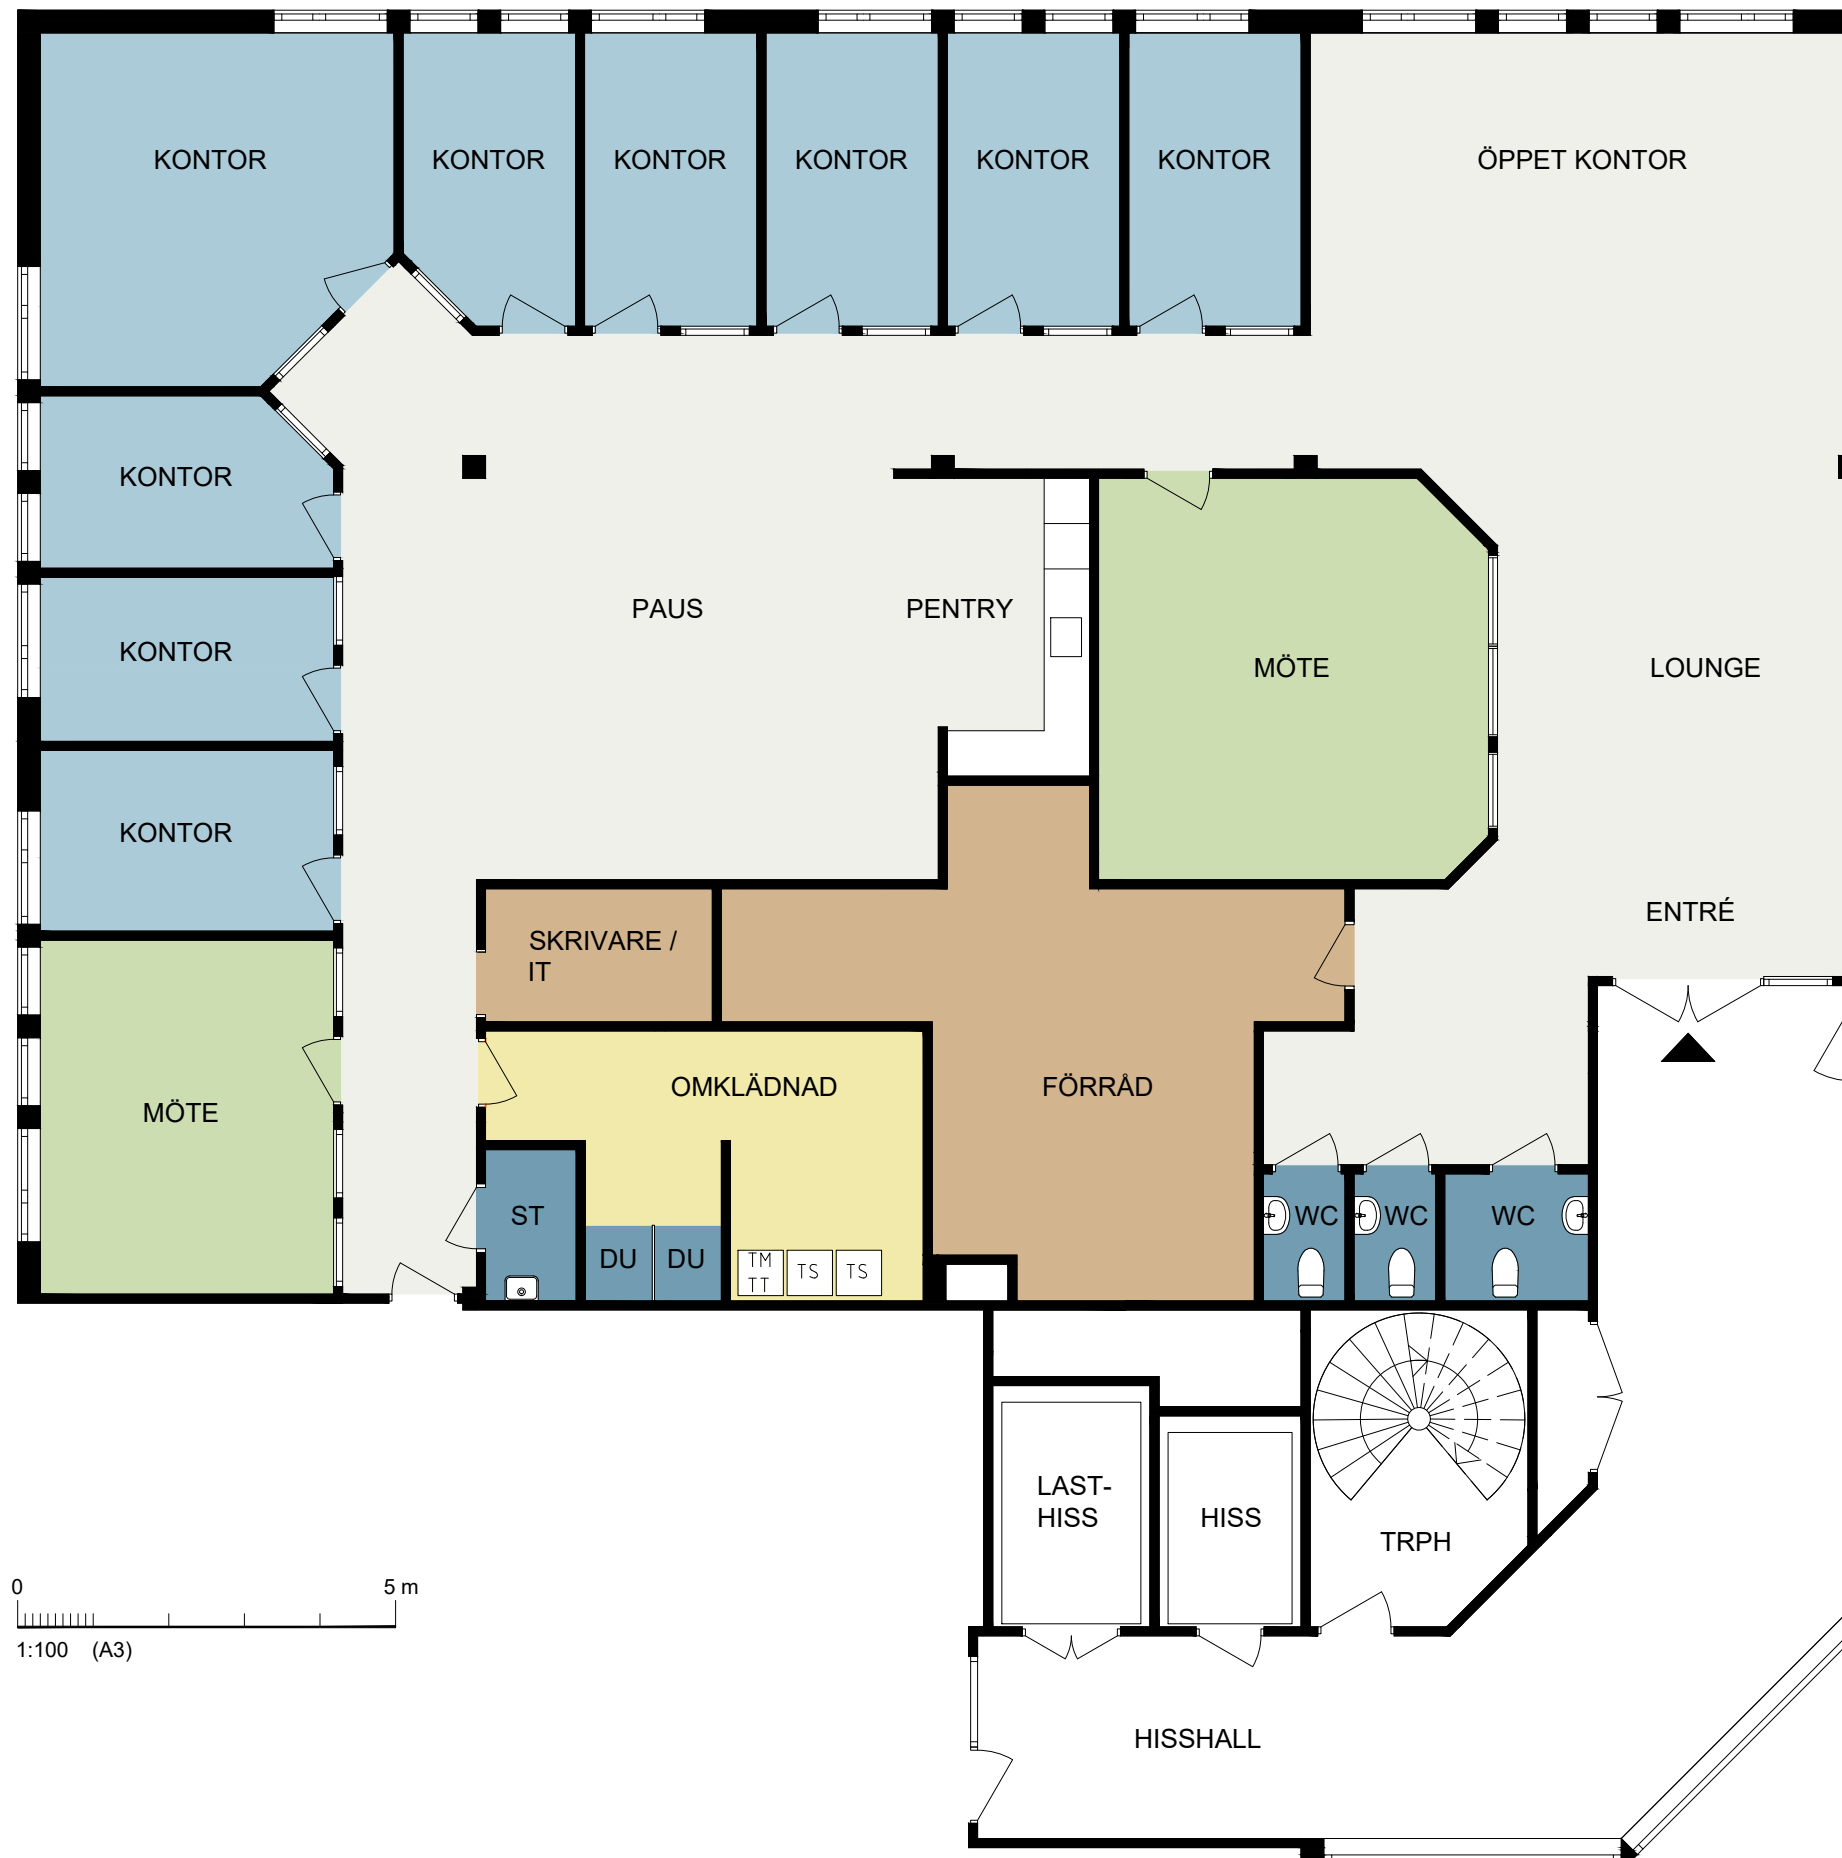 KONTOR
KONTOR
KONTOR
KONTOR
KONTOR
KONTOR
ÖPPET KONTOR
KONTOR
PAUS
PENTRY
KONTOR
MÖTE
LOUNGE
KONTOR
ENTRÉ
SKRIVARE /
IT
OMKLÄDNAD
FÖRRÅD
MÖTE
ST
WC
WC
WC
DU
DU
TM
TT
TS
TS
LAST-
HISS
HISS
TRPH
0
5 m
1:100 (A3)
HISSHALL